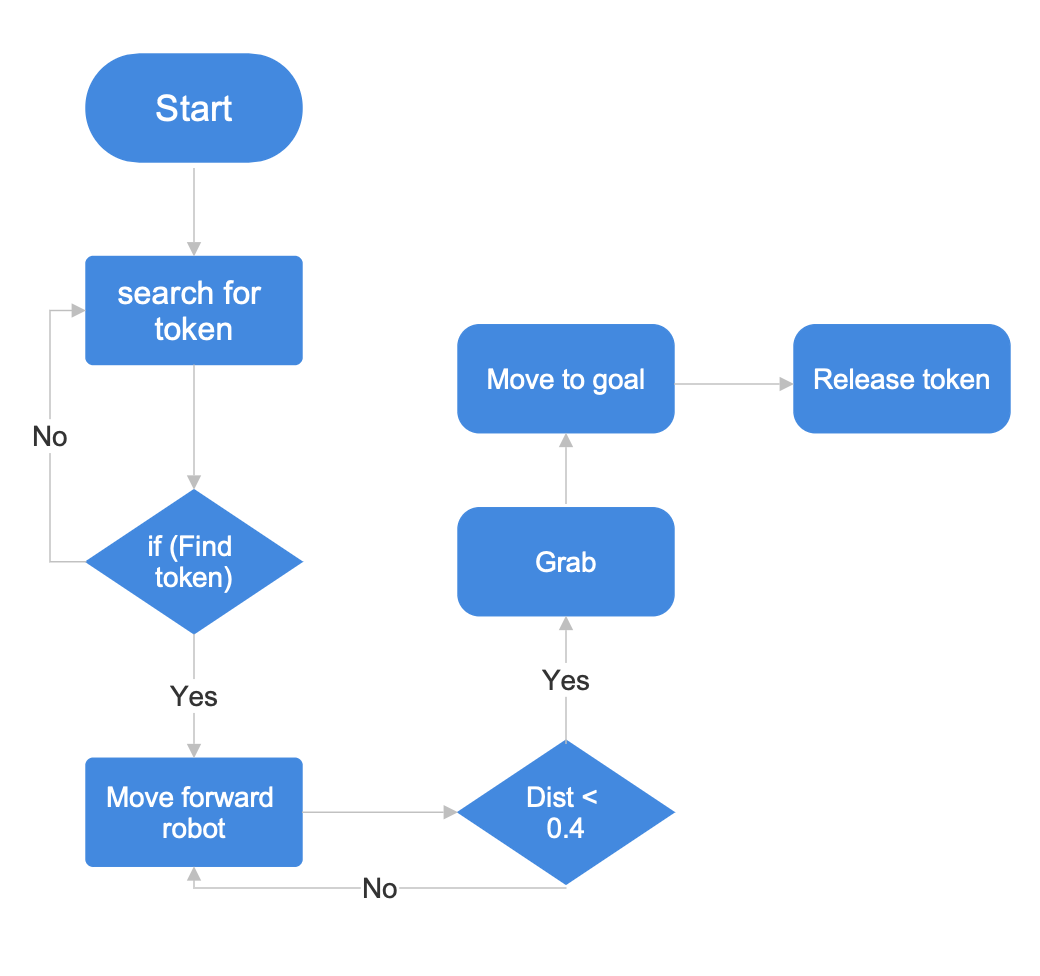 Start
search for
token
No
if (Find
token)
Yes
Move forward
robot
Dist <
0.4
No
Yes
Grab
Move to goal
Release token